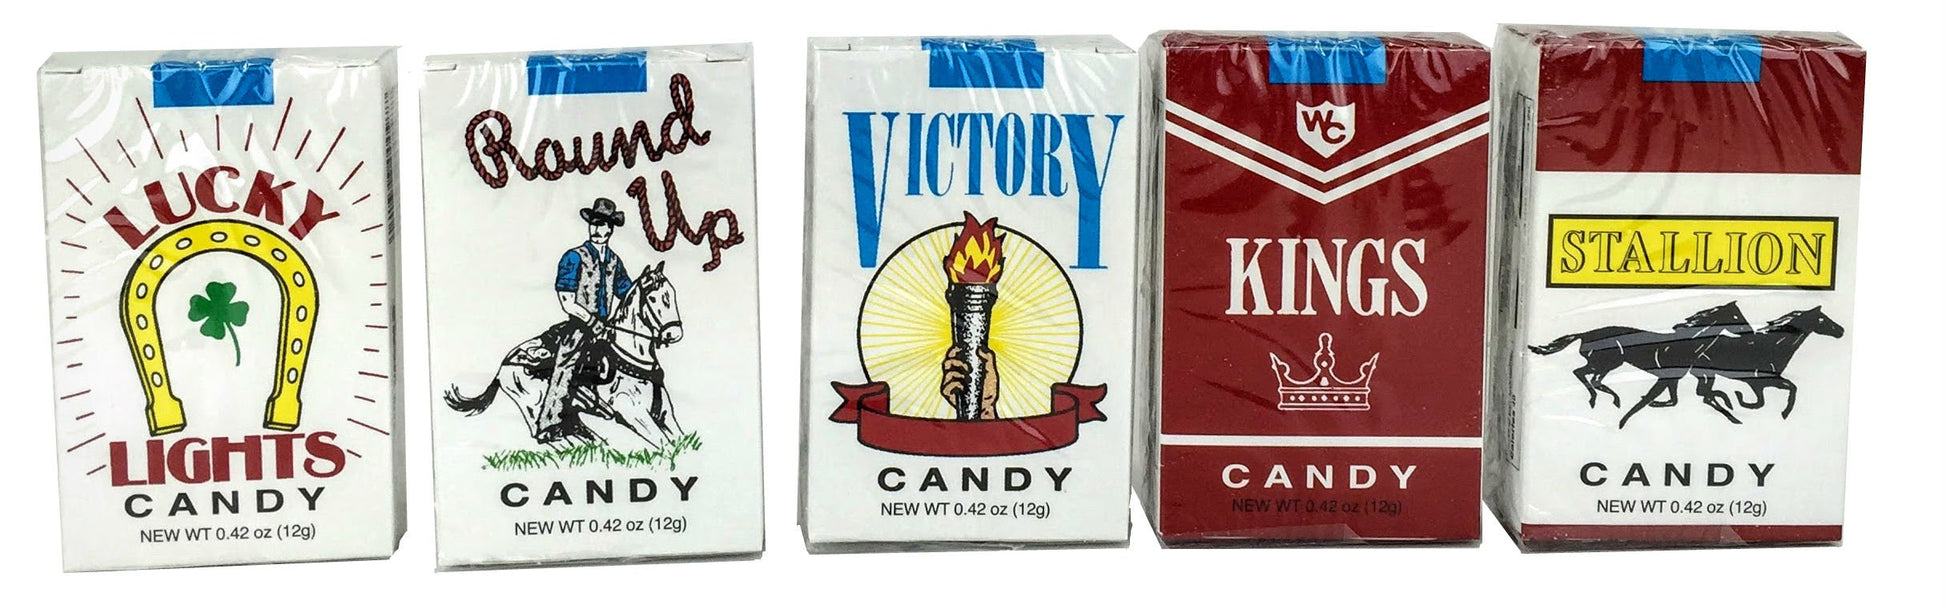 LUCKY
LIGHTS
CANDY
NEW WT 0.42 oz (12g)
Round
Up
CANDY
NEW WT 0.42 oz (12g)
VICTORY
CANDY
NEW WT 0.42 oz (12g)
WC
KINGS
CANDY
NEW WT 0.42 oz (12g)
STALLION
CANDY
NEW WT 0.42 oz (12g)